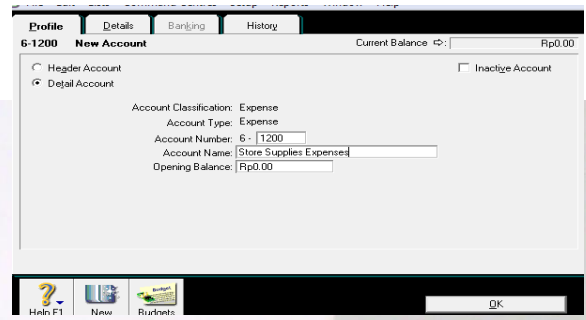 Profile Details Banking History
6-1200 New Account Current Balance ⇨: Rp0.00
Header Account Inactive Account
Detail Account
Account Classification: Expense
Account Type: Expense
Account Number: 6 - 1200
Account Name: Store Supplies Expenses
Opening Balance: Rp0.00
Budget
Help F1 New Budgets OK